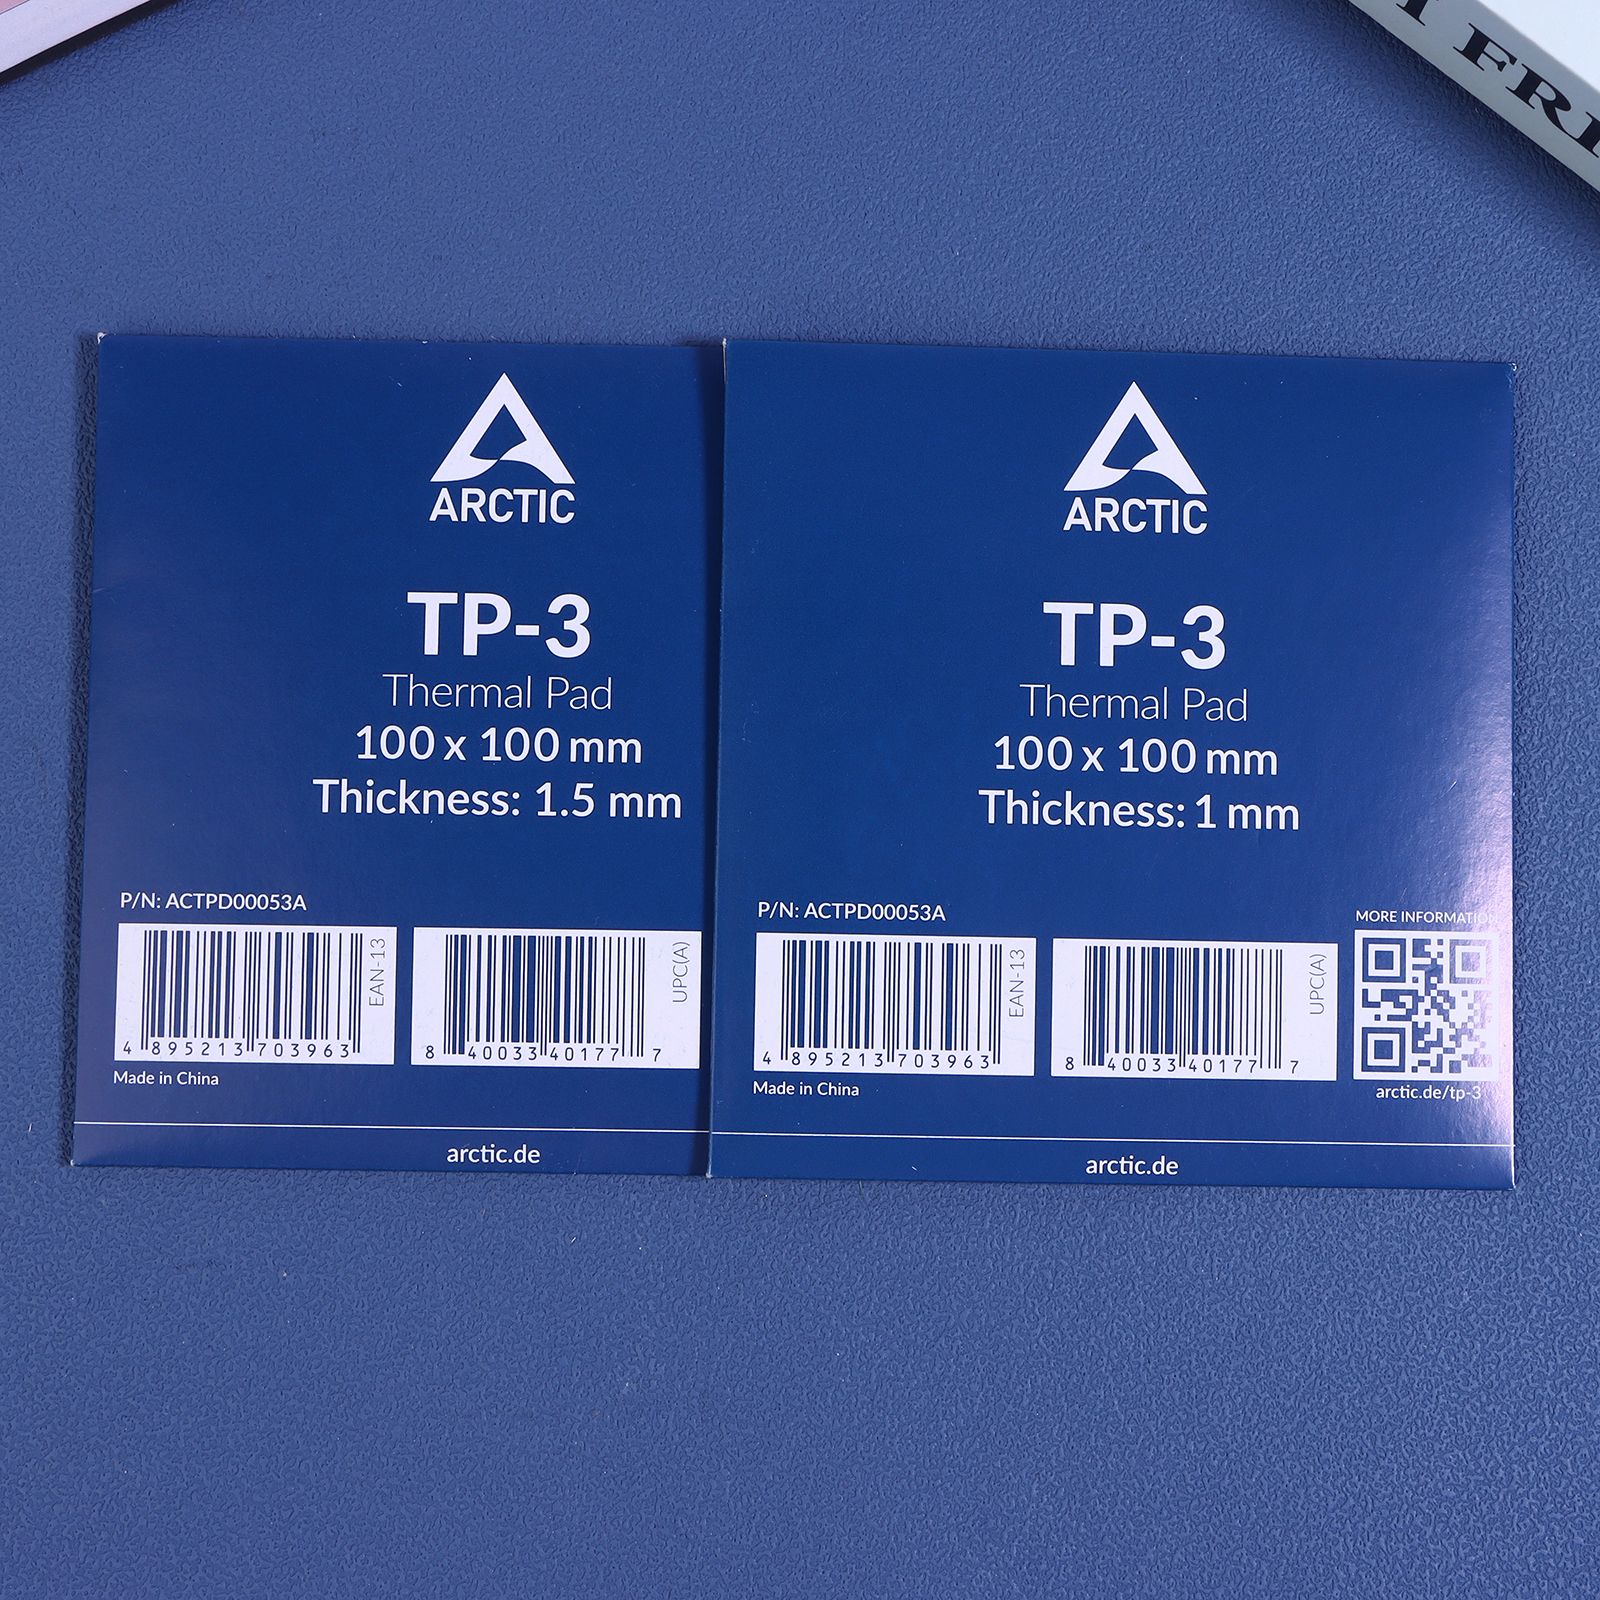 FRI
ARCTIC
TP-3
Thermal Pad
100 x 100 mm
Thickness: 1.5 mm
P/N: ACTPD00053A
EAN-13
4 895213 703963
UPC(A)
8 40033 40177 7
Made in China
arctic.de
ARCTIC
TP-3
Thermal Pad
100 x 100 mm
Thickness: 1 mm
P/N: ACTPD00053A
EAN-13
4 895213 703963
UPC(A)
8 40033 40177 7
MORE INFORMATION
arctic.de/tp-3
Made in China
arctic.de